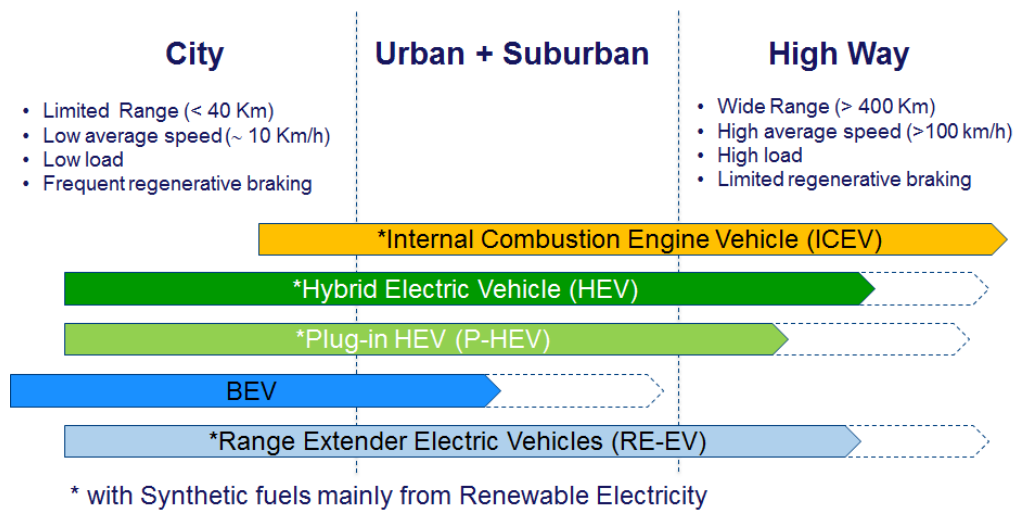 City
Urban + Suburban
High Way
• Limited Range (< 40 Km)
• Low average speed (~ 10 Km/h)
• Low load
• Frequent regenerative braking
• Wide Range (> 400 Km)
• High average speed (>100 km/h)
• High load
• Limited regenerative braking
*Internal Combustion Engine Vehicle (ICEV)
*Hybrid Electric Vehicle (HEV)
*Plug-in HEV (P-HEV)
BEV
*Range Extender Electric Vehicles (RE-EV)
* with Synthetic fuels mainly from Renewable Electricity